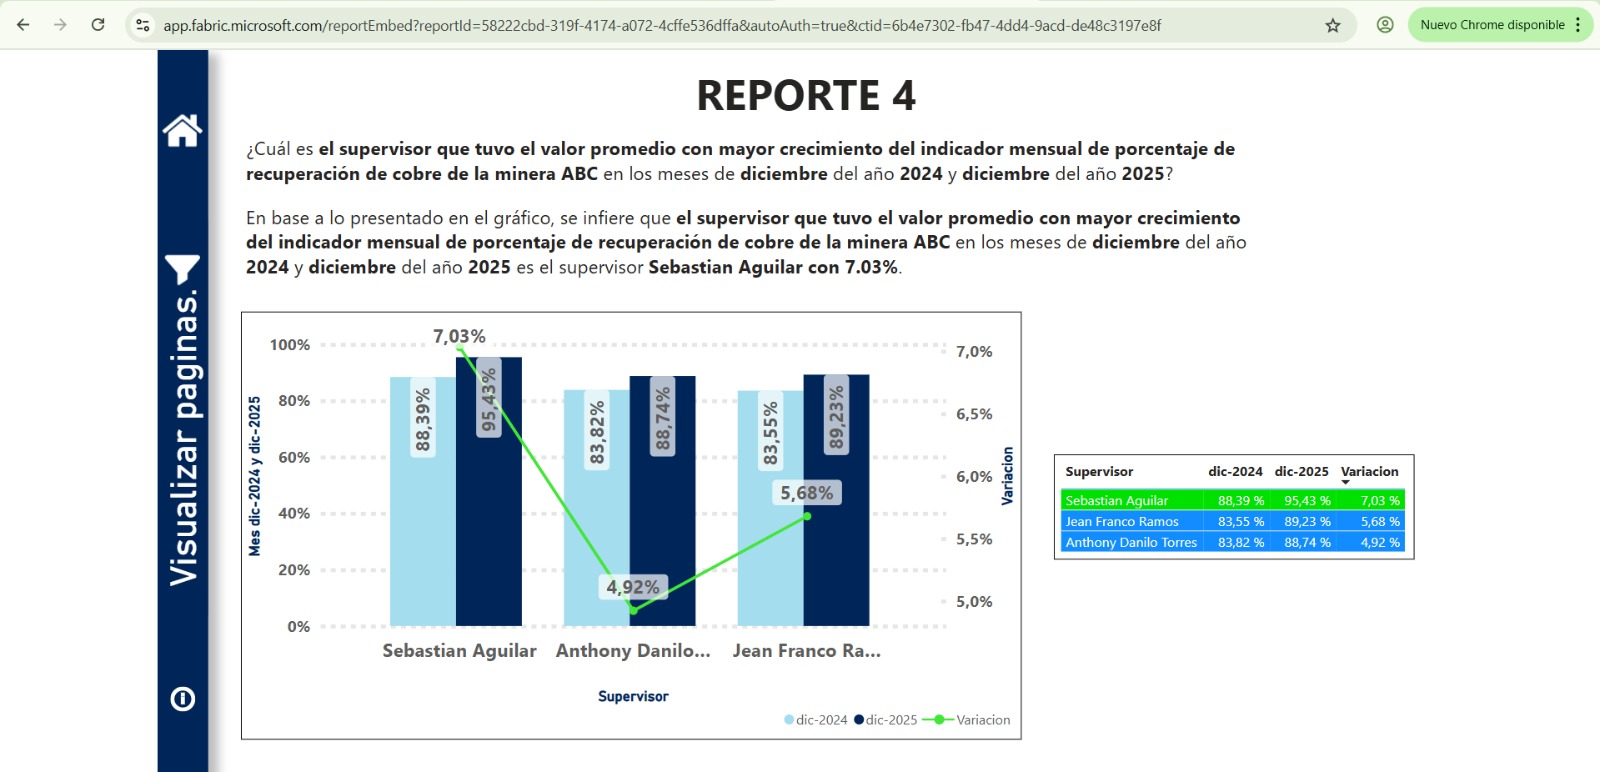 app.fabric.microsoft.com/reportEmbed?reportId=58222cbd-319f-4174-a072-4cffe536dffa&autoAuth=true&ctid=6b4e7302-fb47-4dd4-9acd-de48c3197e8f
Nuevo Chrome disponible
Visualizar paginas.
REPORTE 4
¿Cuál es el supervisor que tuvo el valor promedio con mayor crecimiento del indicador mensual de porcentaje de
recuperación de cobre de la minera ABC en los meses de diciembre del año 2024 y diciembre del año 2025?
En base a lo presentado en el gráfico, se infiere que el supervisor que tuvo el valor promedio con mayor crecimiento
del indicador mensual de porcentaje de recuperación de cobre de la minera ABC en los meses de diciembre del año
2024 y diciembre del año 2025 es el supervisor Sebastian Aguilar con 7.03%.
Mes dic-2024 y dic-2025
100%
80%
60%
40%
20%
0%
7,03%
88,39%
95,43%
83,82%
88,74%
4,92%
83,55%
89,23%
5,68%
7,0%
6,5%
6,0%
5,5%
5,0%
Variacion
Sebastian Aguilar Anthony Danilo... Jean Franco Ra...
Supervisor
dic-2024 dic-2025 Variacion
Supervisor dic-2024 dic-2025 Variacion
Sebastian Aguilar 88,39 % 95,43 % 7,03 %
Jean Franco Ramos 83,55 % 89,23 % 5,68 %
Anthony Danilo Torres 83,82 % 88,74 % 4,92 %